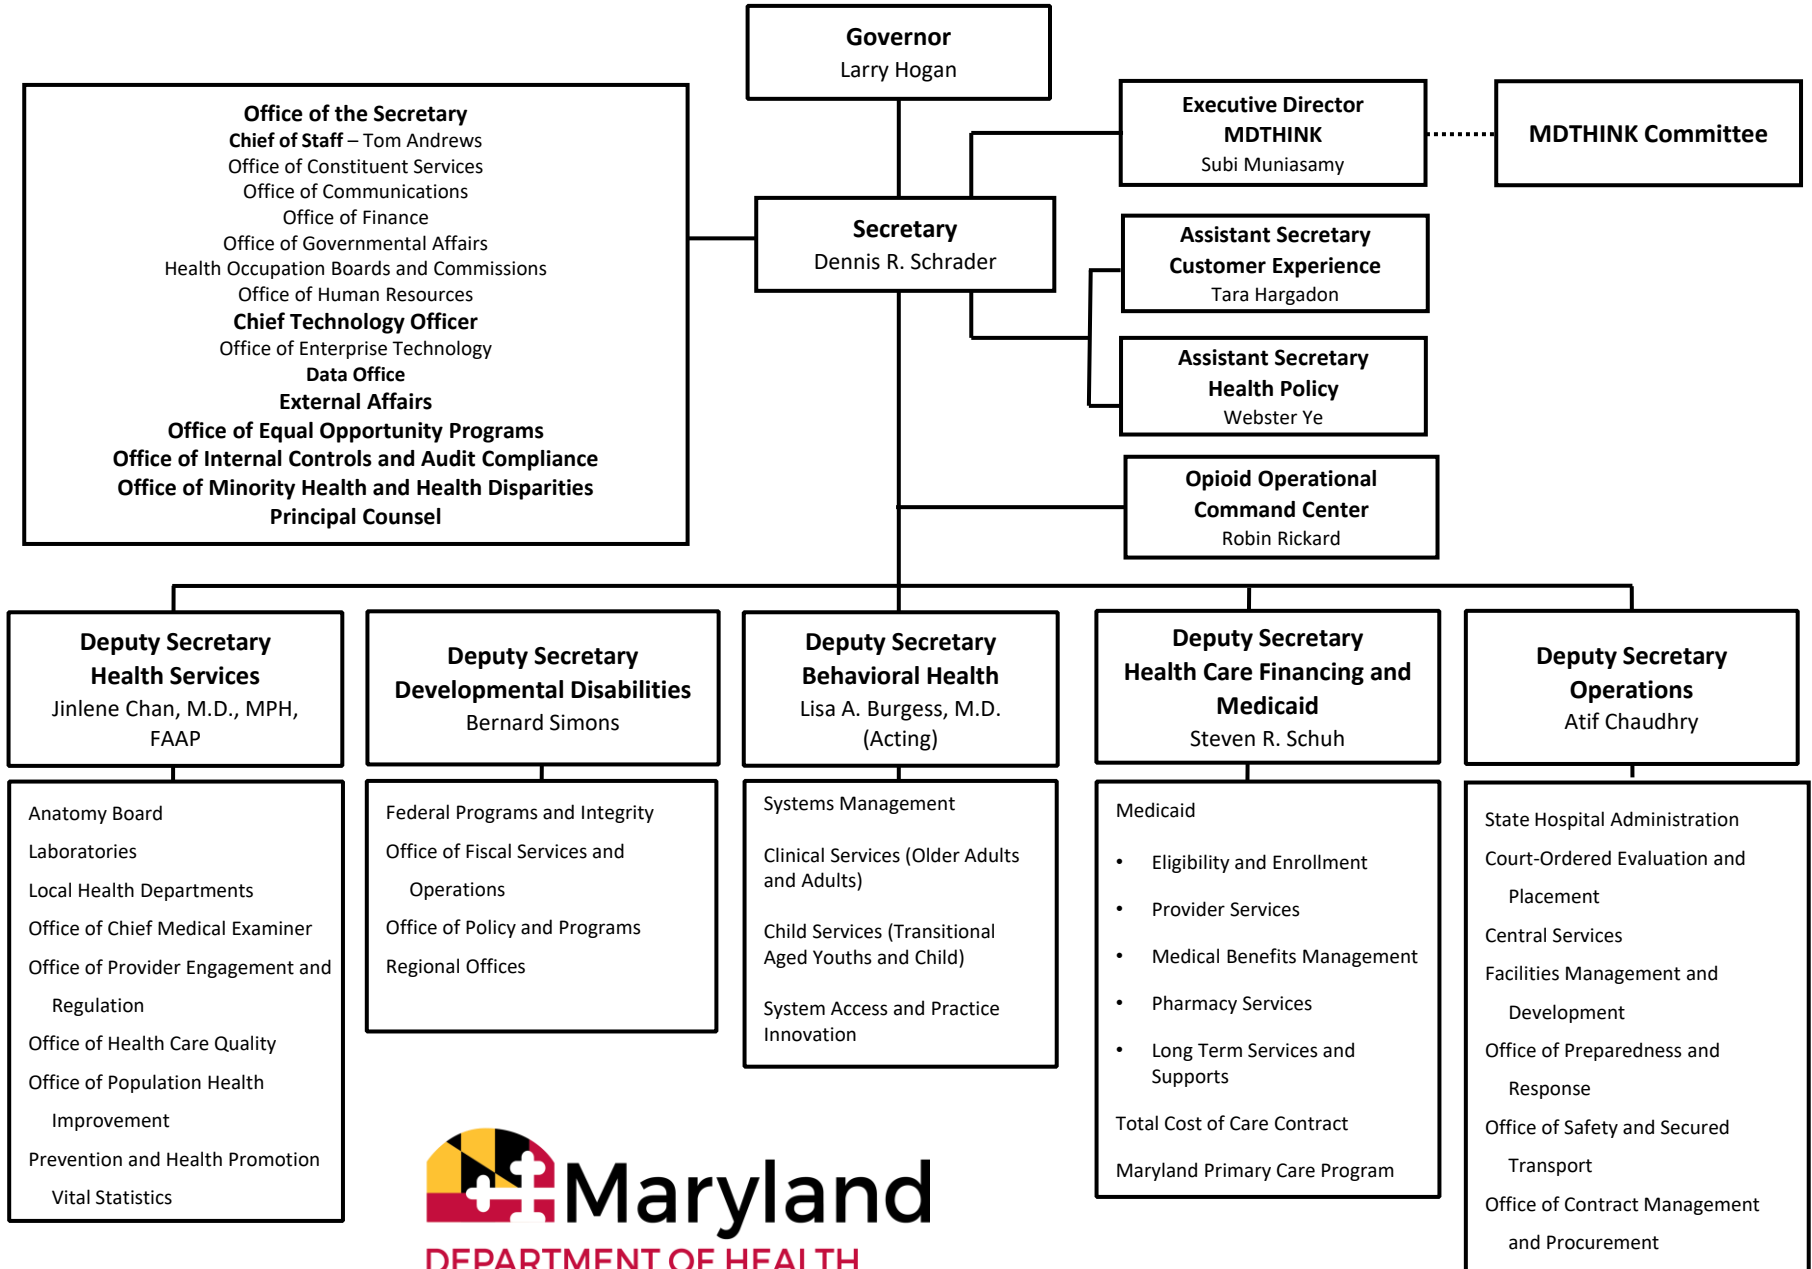 Governor
Larry Hogan
Office of the Secretary
Chief of Staff – Tom Andrews
Office of Constituent Services
Office of Communications
Office of Finance
Office of Governmental Affairs
Health Occupation Boards and Commissions
Office of Human Resources
Chief Technology Officer
Office of Enterprise Technology
Data Office
External Affairs
Office of Equal Opportunity Programs
Office of Internal Controls and Audit Compliance
Office of Minority Health and Health Disparities
Principal Counsel
Executive Director
MDTHINK
Subi Muniasamy
MDTHINK Committee
Secretary
Dennis R. Schrader
Assistant Secretary
Customer Experience
Tara Hargadon
Assistant Secretary
Health Policy
Webster Ye
Opioid Operational
Command Center
Robin Rickard
Deputy Secretary
Health Services
Jinlene Chan, M.D., MPH,
FAAP
Deputy Secretary
Developmental Disabilities
Bernard Simons
Deputy Secretary
Behavioral Health
Lisa A. Burgess, M.D.
(Acting)
Deputy Secretary
Health Care Financing and
Medicaid
Steven R. Schuh
Deputy Secretary
Operations
Atif Chaudhry
Anatomy Board
Laboratories
Local Health Departments
Office of Chief Medical Examiner
Office of Provider Engagement and
Regulation
Office of Health Care Quality
Office of Population Health
Improvement
Prevention and Health Promotion
Vital Statistics
Federal Programs and Integrity
Office of Fiscal Services and
Operations
Office of Policy and Programs
Regional Offices
Systems Management
Clinical Services (Older Adults
and Adults)
Child Services (Transitional
Aged Youths and Child)
System Access and Practice
Innovation
Medicaid
• Eligibility and Enrollment
• Provider Services
• Medical Benefits Management
• Pharmacy Services
• Long Term Services and
Supports
Total Cost of Care Contract
Maryland Primary Care Program
State Hospital Administration
Court-Ordered Evaluation and
Placement
Central Services
Facilities Management and
Development
Office of Preparedness and
Response
Office of Safety and Secured
Transport
Office of Contract Management
and Procurement
Maryland
DEPARTMENT OF HEALTH